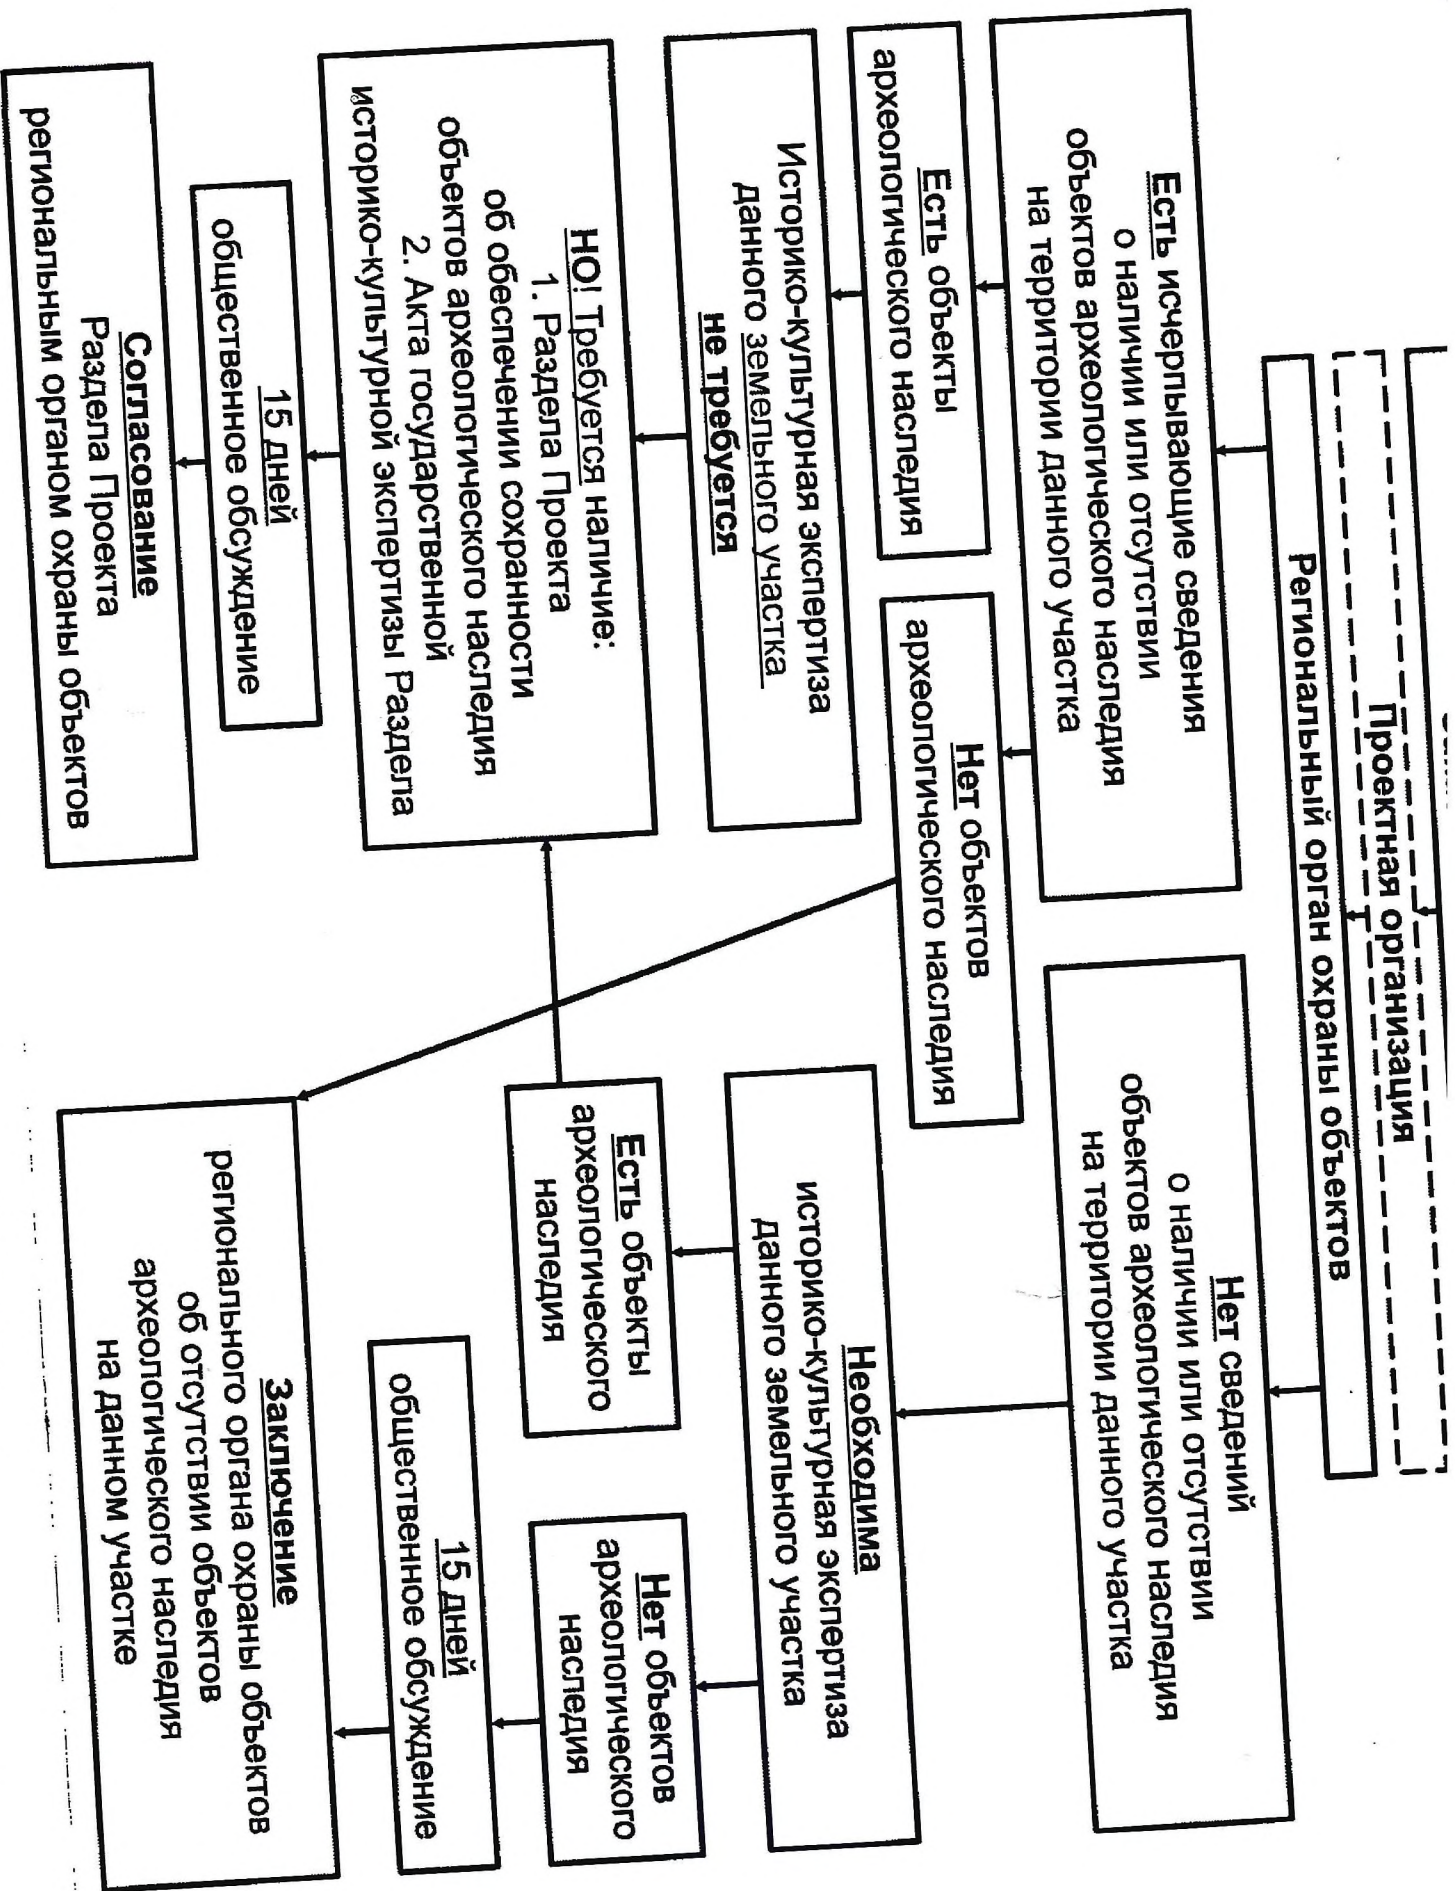 Проектная организация
Региональный орган охраны объектов
Есть исчерпывающие сведения
о наличии или отсутствии
объектов археологического наследия
на территории данного участка
Нет сведений
о наличии или отсутствии
объектов археологического наследия
на территории данного участка
Есть объекты
археологического наследия
Нет объектов
археологического наследия
Историко-культурная экспертиза
данного земельного участка
не требуется
Необходима
историко-культурная экспертиза
данного земельного участка
НО! Требуется наличие:
1. Раздела Проекта
об обеспечении сохранности
объектов археологического наследия
2. Акта государственной
историко-культурной экспертизы Раздела
Есть объекты
археологического
наследия
Нет объектов
археологического
наследия
15 дней
общественное обсуждение
15 дней
общественное обсуждение
Согласование
Раздела Проекта
региональным органом охраны объектов
Заключение
регионального органа охраны объектов
об отсутствии объектов
археологического наследия
на данном участке